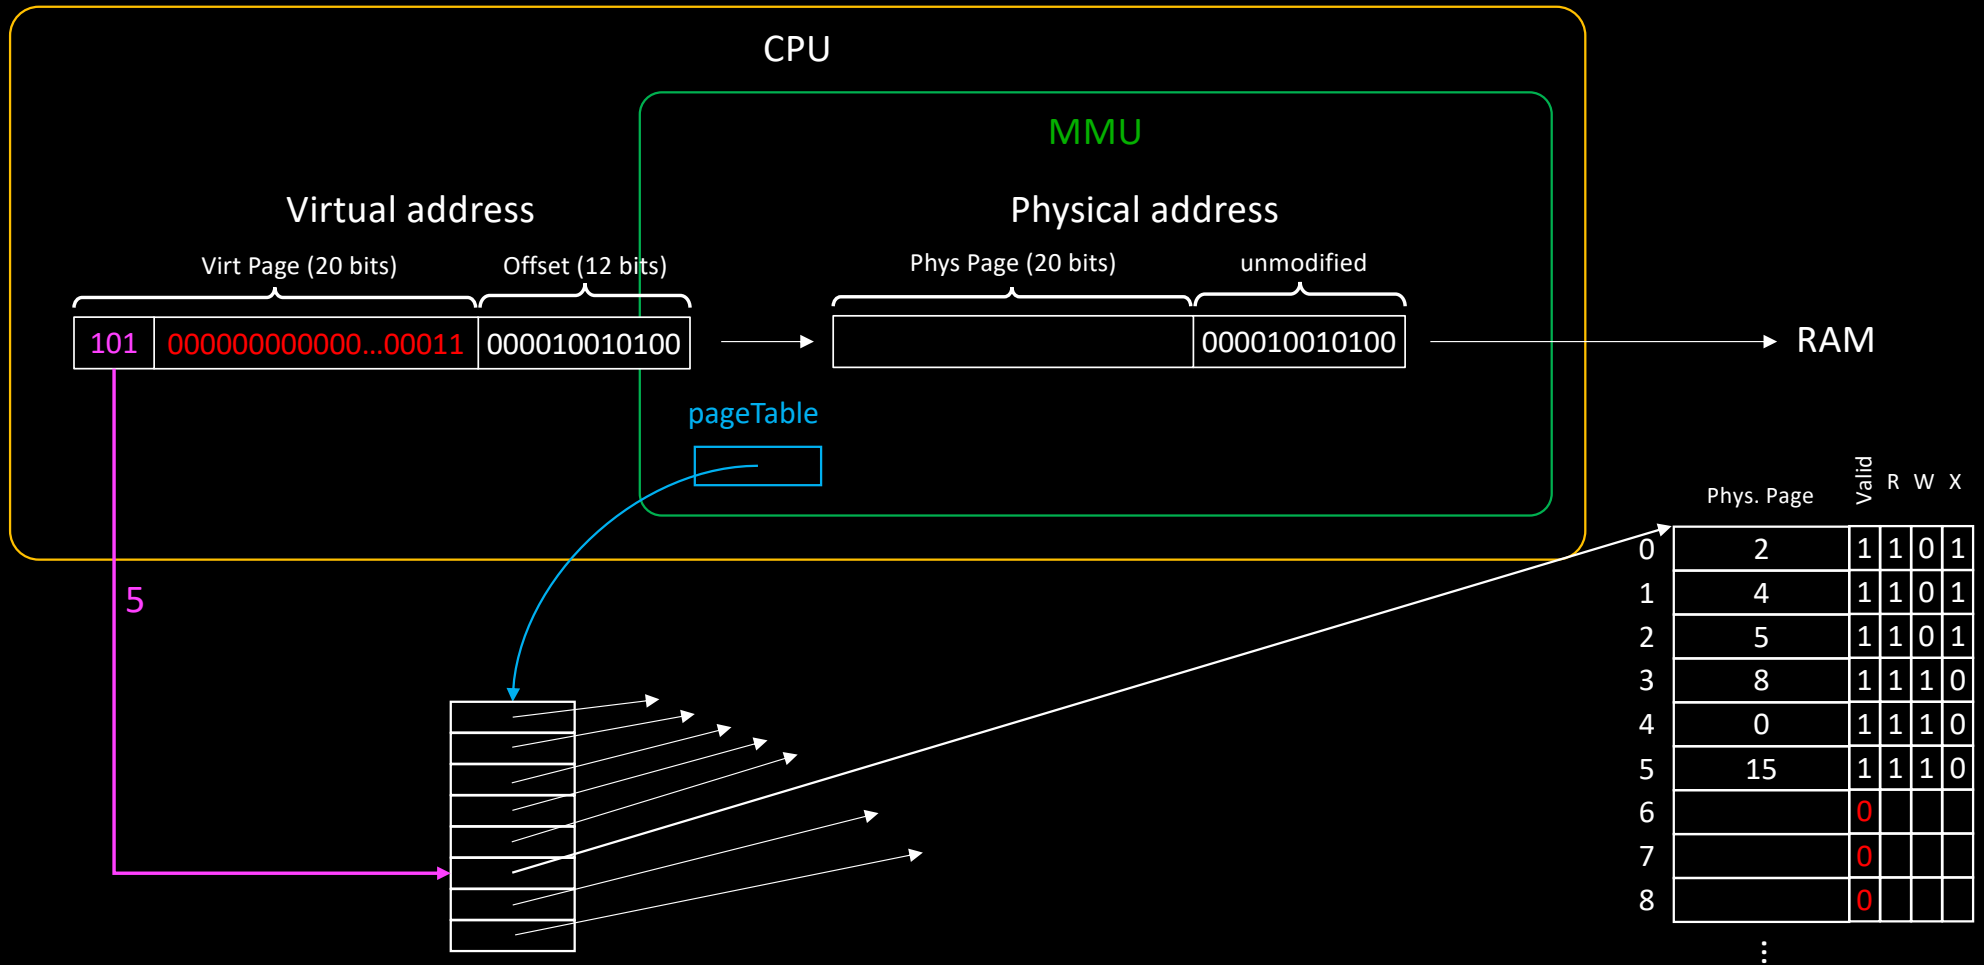 CPU
MMU
Virtual address
Physical address
Virt Page (20 bits)
Offset (12 bits)
Phys Page (20 bits)
unmodified
101
000000000000...00011
000010010100
000010010100
RAM
pageTable
5
Phys. Page Valid R W X
0 2 1 1 0 1
1 4 1 1 0 1
2 5 1 1 0 1
3 8 1 1 1 0
4 0 1 1 1 0
5 15 1 1 1 0
6 0
7 0
8 0
...